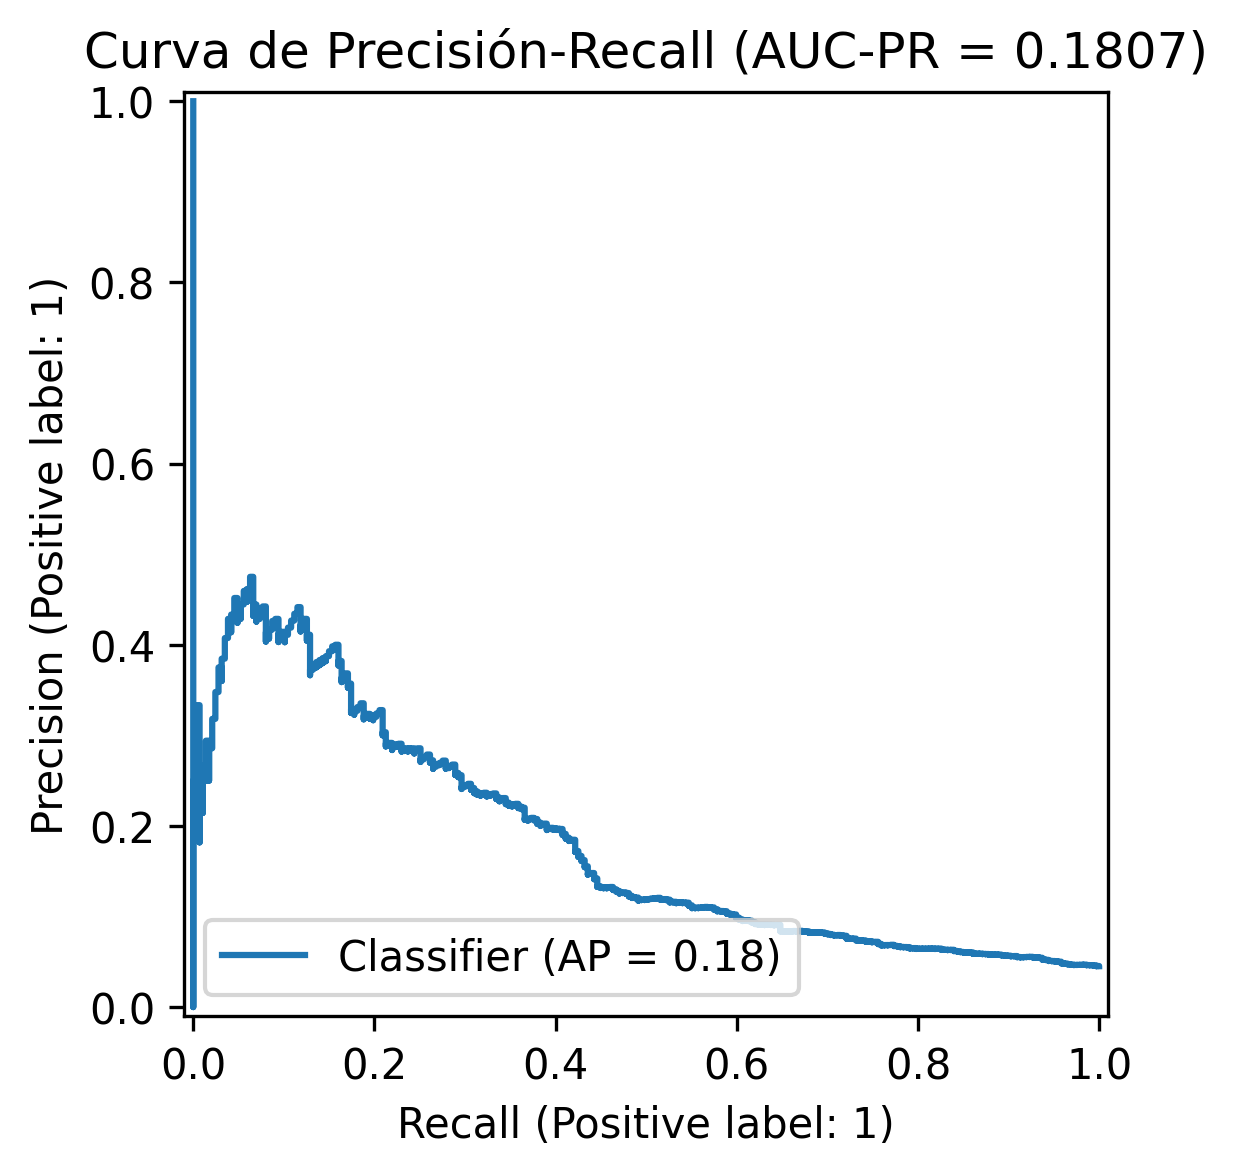 Curva de Precisión-Recall (AUC-PR = 0.1807)
1.0
0.8
0.6
0.4
0.2
0.0
Precision (Positive label: 1)
Classifier (AP = 0.18)
0.0 0.2 0.4 0.6 0.8 1.0
Recall (Positive label: 1)